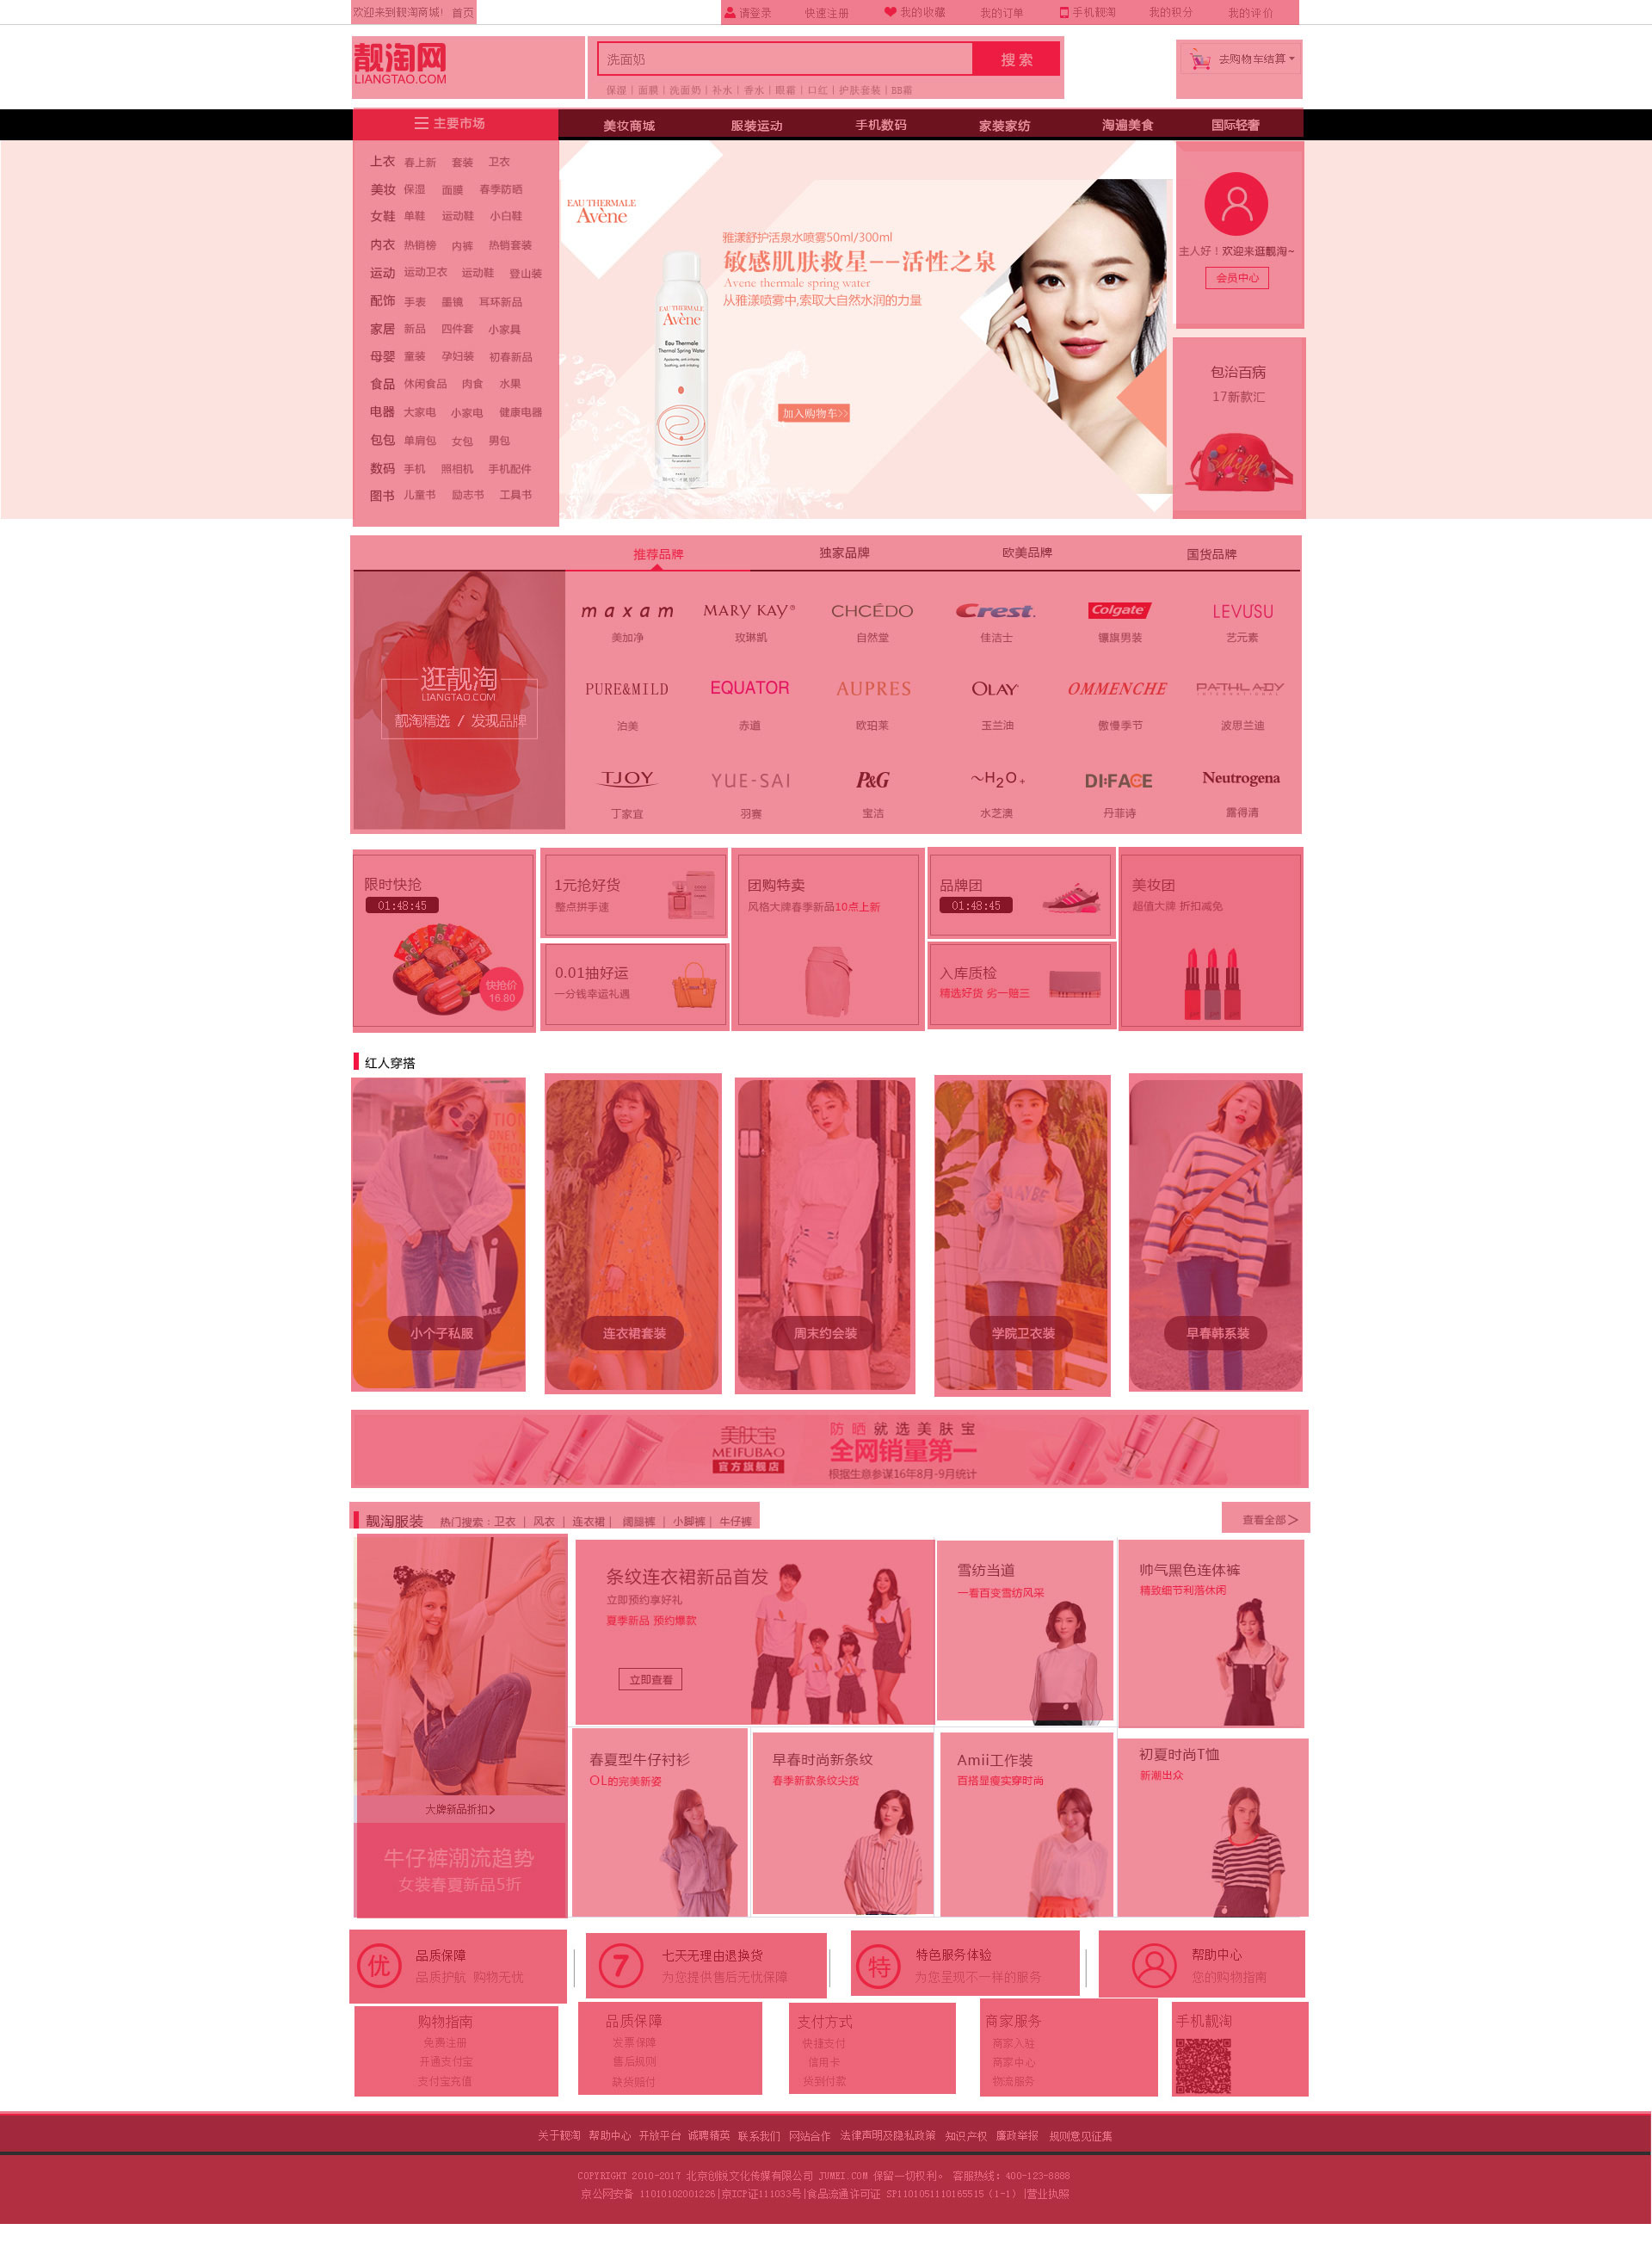 欢迎来到靓淘商城! 首页 请登录 快速注册 我的收藏 我的订单 手机靓淘 我的积分 我的评价
靓淘网
LIANGTAO.COM
洗面奶 搜索
去购物车结算
保湿 | 面膜 | 洗面奶 | 补水 | 香水 | 眼霜 | 口红 | 护肤套装 | BB霜
主要市场 美妆商城 服装运动 手机数码 家装家纺 淘遍美食 国际轻奢
上衣 春上新 套装 卫衣
美妆 保湿 面膜 春季防晒
女鞋 单鞋 运动鞋 小白鞋
内衣 热销榜 内裤 热销套装
运动 运动卫衣 运动鞋 登山装
配饰 手表 墨镜 耳环新品
家居 新品 四件套 小家具
母婴 童装 孕妇装 初春新品
食品 休闲食品 肉食 水果
电器 大家电 小家电 健康电器
包包 单肩包 女包 男包
数码 手机 照相机 手机配件
图书 儿童书 励志书 工具书
EAU THERMALE
Avène
雅漾舒护活泉水喷雾50ml/300ml
敏感肌肤救星--活性之泉
Avene thermale spring water
从雅漾喷雾中,索取大自然水润的力量
EAU THERMALE
Avène
Eau Thermale
Thermal Spring Water
加入购物车>>
主人好！欢迎来逛靓淘~
会员中心
包治百病
17新款汇
Miffy
推荐品牌 独家品牌 欧美品牌 国货品牌
逛靓淘
LIANGTAO.COM
靓淘精选 / 发现品牌
maxam MARY KAY® CHCÉDO Crest. Colgate LEVUSU
美加净 玫琳凯 自然堂 佳洁士 镶旗男装 艺元素
PURE&MILD EQUATOR AUPRES OLAY OMMENCHE PATHLADY
INTERNATIONAL
泊美 赤道 欧珀莱 玉兰油 傲慢季节 波思兰迪
TJOY YUE-SAI P&G ~H2O+ DI:FACE Neutrogena
丁家宜 羽赛 宝洁 水芝澳 丹菲诗 露得清
限时快抢
01:48:45
快抢价
16.80
1元抢好货
整点拼手速
0.01抽好运
一分钱幸运礼遇
团购特卖
风格大牌春季新品10点上新
品牌团
01:48:45
入库质检
精选好货 劣一赔三
美妆团
超值大牌 折扣减免
红人穿搭
MAYBE
小个子私服 连衣裙套装 周末约会装 学院卫衣装 早春韩系装
美肤宝
MEIFUBAO
官方旗舰店
防晒就选美肤宝
全网销量第一
根据生意参谋16年8月-9月统计
靓淘服装 热门搜索：卫衣 | 风衣 | 连衣裙 | 阔腿裤 | 小脚裤 | 牛仔裤 查看全部>
大牌新品折扣>
牛仔裤潮流趋势
女装春夏新品5折
条纹连衣裙新品首发
立即预约享好礼
夏季新品 预约爆款
立即查看
雪纺当道
一看百变雪纺风采
帅气黑色连体裤
精致细节利落休闲
春夏型牛仔衬衫
OL的完美新姿
早春时尚新条纹
春季新款条纹尖货
Amii工作装
百搭显瘦实穿时尚
初夏时尚T恤
新潮出众
优 品质保障
品质护航 购物无忧
7 七天无理由退换货
为您提供售后无忧保障
特 特色服务体验
为您呈现不一样的服务
帮助中心
您的购物指南
购物指南 品质保障 支付方式 商家服务 手机靓淘
免费注册 发票保障 快捷支付 商家入驻
开通支付宝 售后规则 信用卡 商家中心
支付宝充值 缺货赔付 货到付款 物流服务
关于靓淘 帮助中心 开放平台 诚聘精英 联系我们 网站合作 法律声明及隐私政策 知识产权 廉政举报 规则意见征集
COPYRIGHT 2010-2017 北京创锐文化传媒有限公司 JUMEI.COM 保留一切权利。 客服热线: 400-123-8888
京公网安备 11010102001226|京ICP证111033号|食品流通许可证 SP1101051110165515（1-1）|营业执照